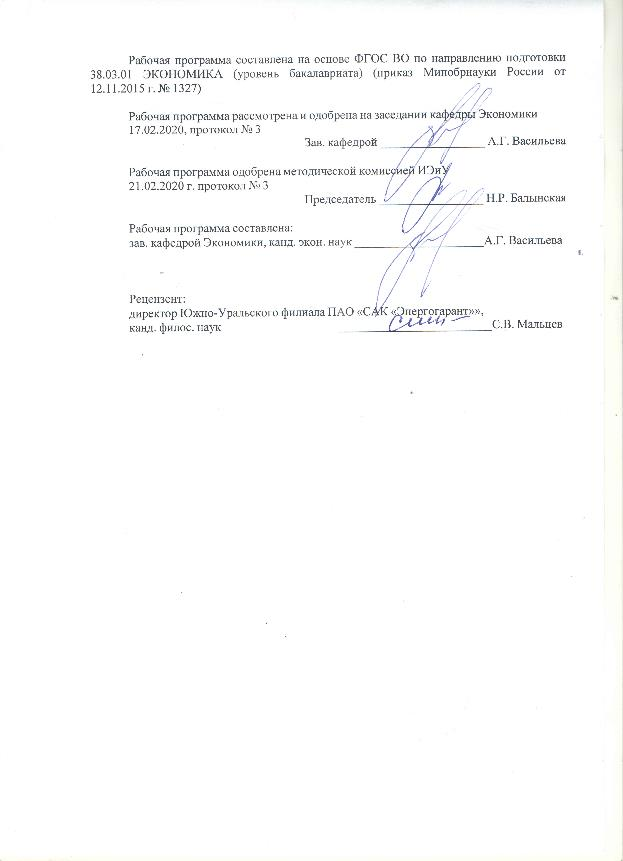 Рабочая программа составлена на основе ФГОС ВО по направлению подготовки
38.03.01 ЭКОНОМИКА (уровень бакалавриата) (приказ Минобрнауки России от
12.11.2015 г. № 1327)
Рабочая программа рассмотрена и одобрена на заседании кафедры Экономики
17.02.2020, протокол № 3
Зав. кафедрой ________________ А.Г. Васильева
Рабочая программа одобрена методической комиссией ИЭиУ
21.02.2020 г. протокол № 3
Председатель ________________ Н.Р. Балынская
Рабочая программа составлена:
зав. кафедрой Экономики, канд. экон. наук ____________________А.Г. Васильева
Рецензент:
директор Южно-Уральского филиала ПАО «САК «Энергогарант»»,
канд. филос. наук ________________________С.В. Мальцев